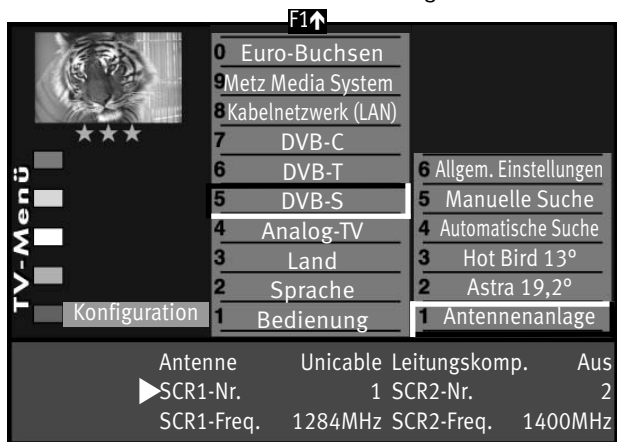 F1↑
0 Euro-Buchsen
9 Metz Media System
8 Kabelnetzwerk (LAN)
7 DVB-C
6 DVB-T
5 DVB-S
4 Analog-TV
3 Land
2 Sprache
1 Bedienung
6 Allgem. Einstellungen
5 Manuelle Suche
4 Automatische Suche
3 Hot Bird 13°
2 Astra 19,2°
1 Antennenanlage
TV-Menü
Konfiguration
Antenne Unicable Leitungskomp. Aus
SCR1-Nr. 1 SCR2-Nr. 2
SCR1-Freq. 1284MHz SCR2-Freq. 1400MHz